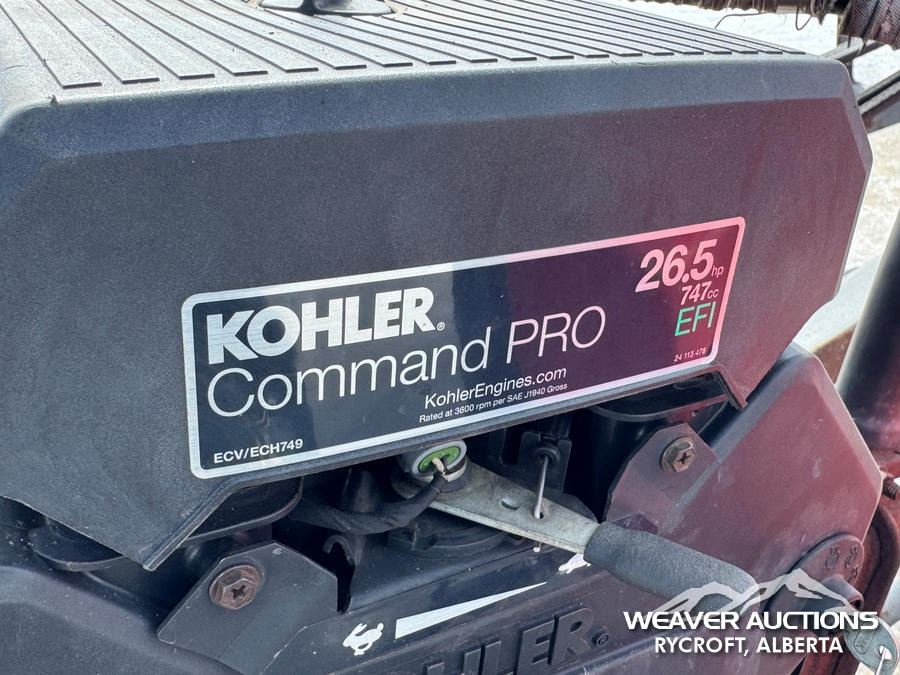 26.5hp
747cc
EFI
KOHLER®
Command PRO
KohlerEngines.com
Rated at 3600 rpm per SAE J1940 Gross
24 113 478
ECV/ECH749
KOHLER®
WEAVER AUCTIONS
RYCROFT, ALBERTA